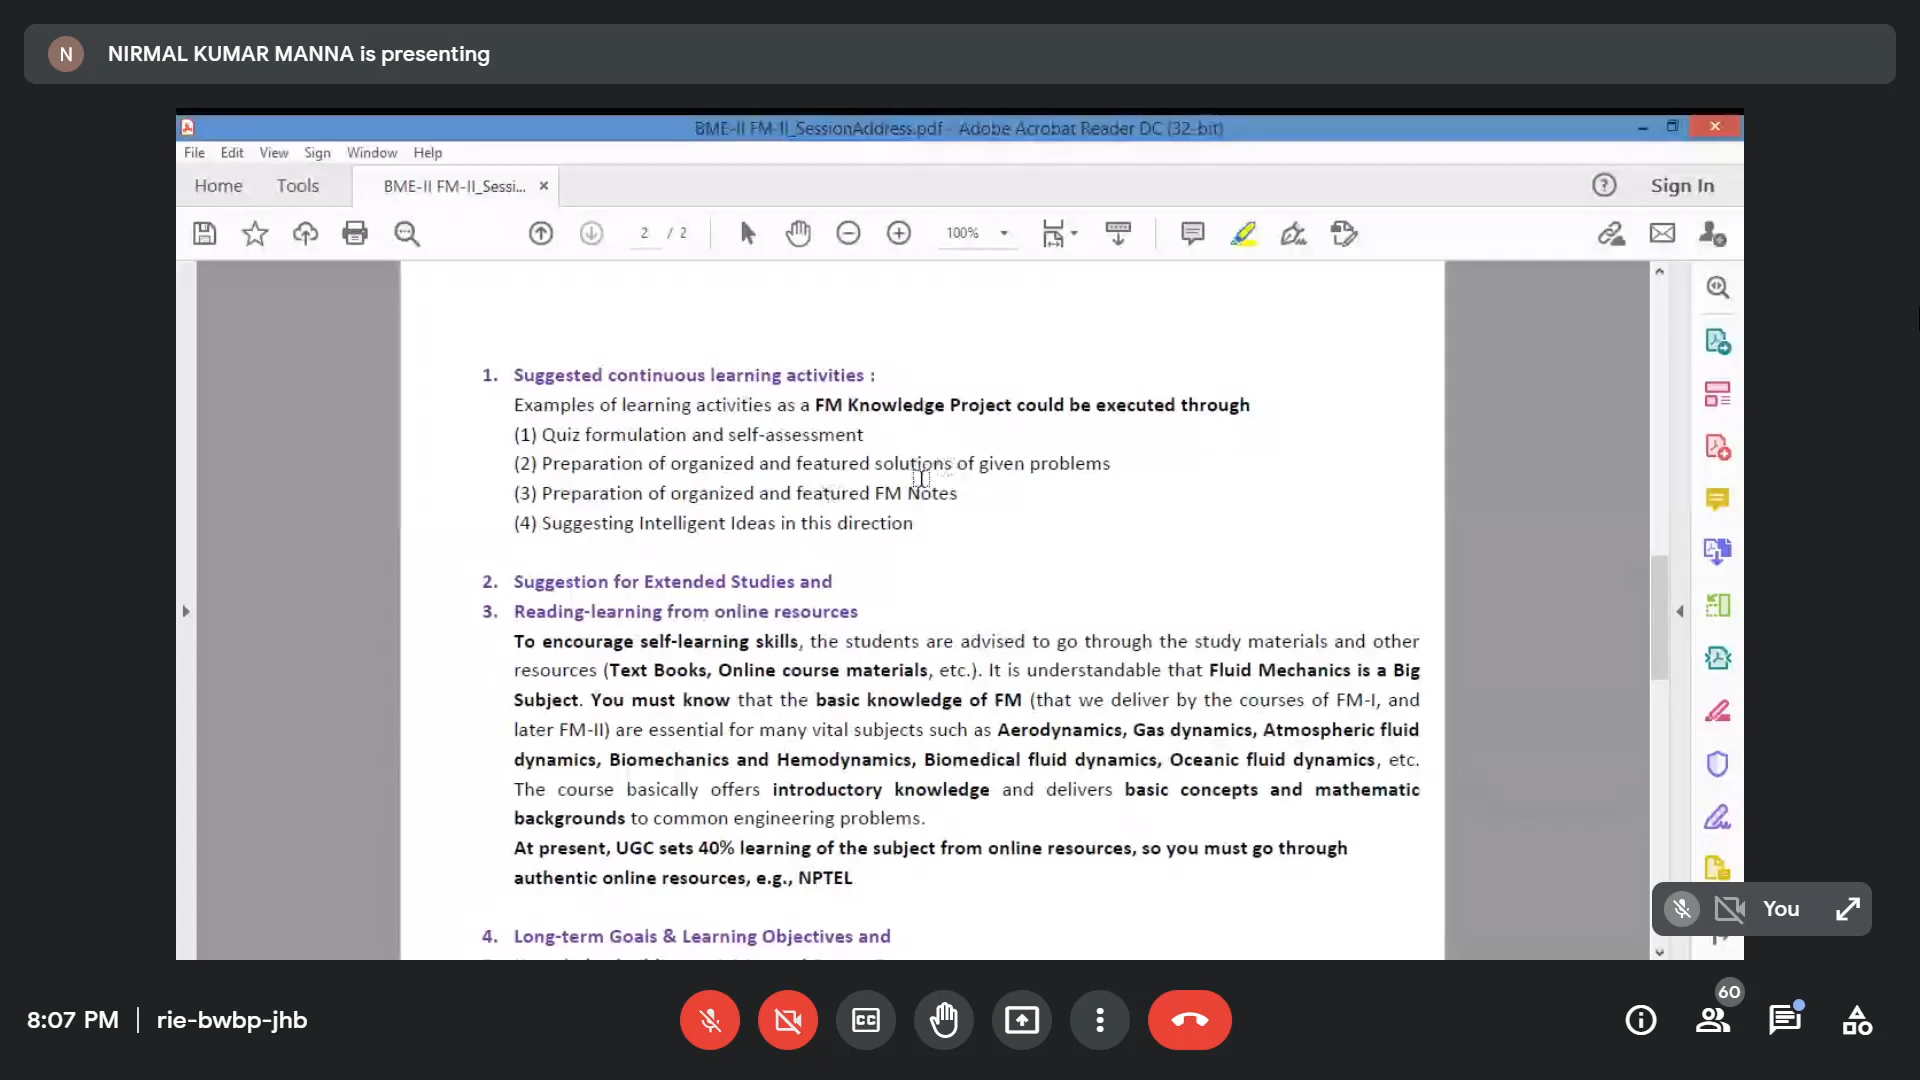 N NIRMAL KUMAR MANNA is presenting
BME-II FM-II_SessionAddress.pdf - Adobe Acrobat Reader DC (32-bit)
File Edit View Sign Window Help
Home Tools BME-II FM-II_Sessi... × Sign In
2 / 2 100%
1. Suggested continuous learning activities :
Examples of learning activities as a FM Knowledge Project could be executed through
(1) Quiz formulation and self-assessment
(2) Preparation of organized and featured solutions of given problems
(3) Preparation of organized and featured FM Notes
(4) Suggesting Intelligent Ideas in this direction
2. Suggestion for Extended Studies and
3. Reading-learning from online resources
To encourage self-learning skills, the students are advised to go through the study materials and other
resources (Text Books, Online course materials, etc.). It is understandable that Fluid Mechanics is a Big
Subject. You must know that the basic knowledge of FM (that we deliver by the courses of FM-I, and
later FM-II) are essential for many vital subjects such as Aerodynamics, Gas dynamics, Atmospheric fluid
dynamics, Biomechanics and Hemodynamics, Biomedical fluid dynamics, Oceanic fluid dynamics, etc.
The course basically offers introductory knowledge and delivers basic concepts and mathematic
backgrounds to common engineering problems.
At present, UGC sets 40% learning of the subject from online resources, so you must go through
authentic online resources, e.g., NPTEL
4. Long-term Goals & Learning Objectives and
You
8:07 PM | rie-bwbp-jhb
CC
60